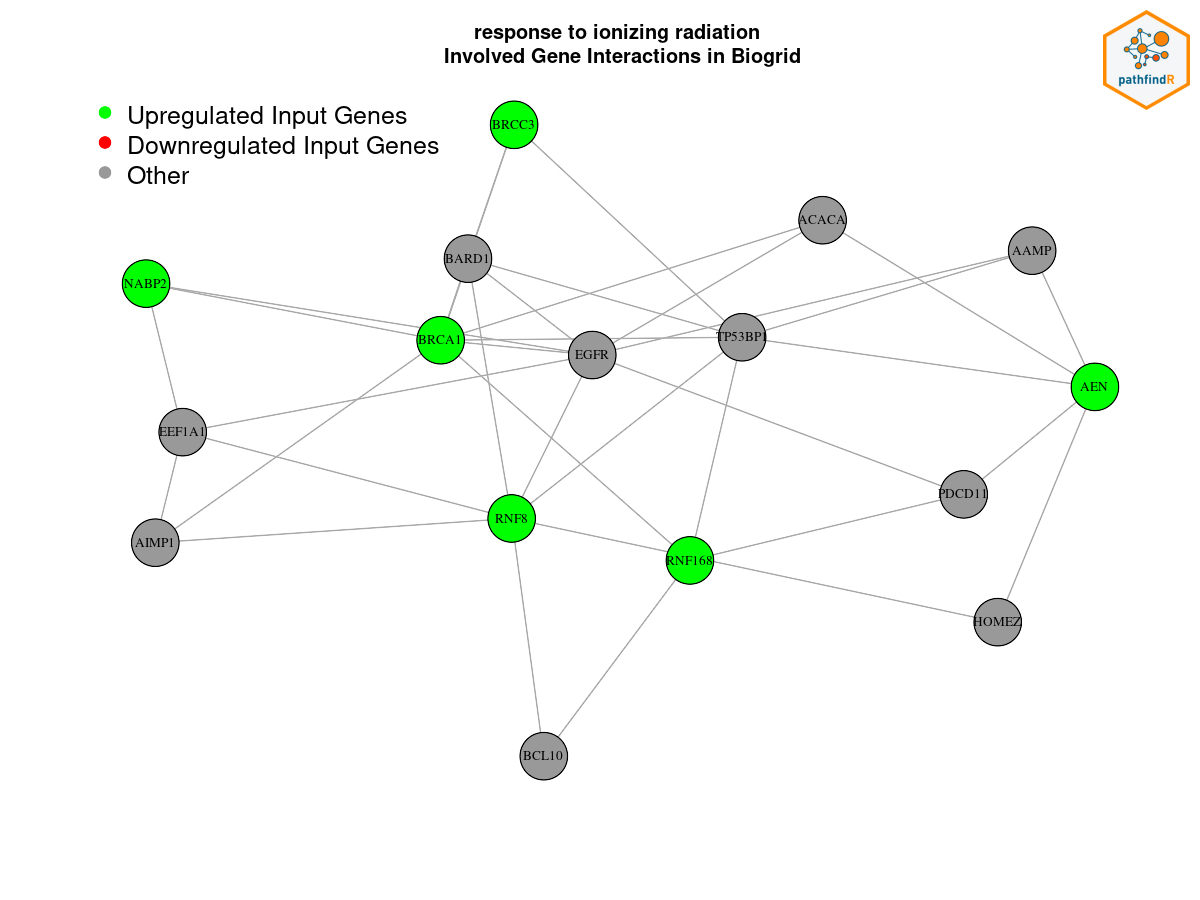 response to ionizing radiation
Involved Gene Interactions in Biogrid
pathfindR
Upregulated Input Genes
Downregulated Input Genes
Other
BRCC3
ACACA
AAMP
BARD1
NABP2
BRCA1
EGFR
TP53BP1
AEN
EEF1A1
PDCD11
RNF8
AIMP1
RNF168
HOMEZ
BCL10